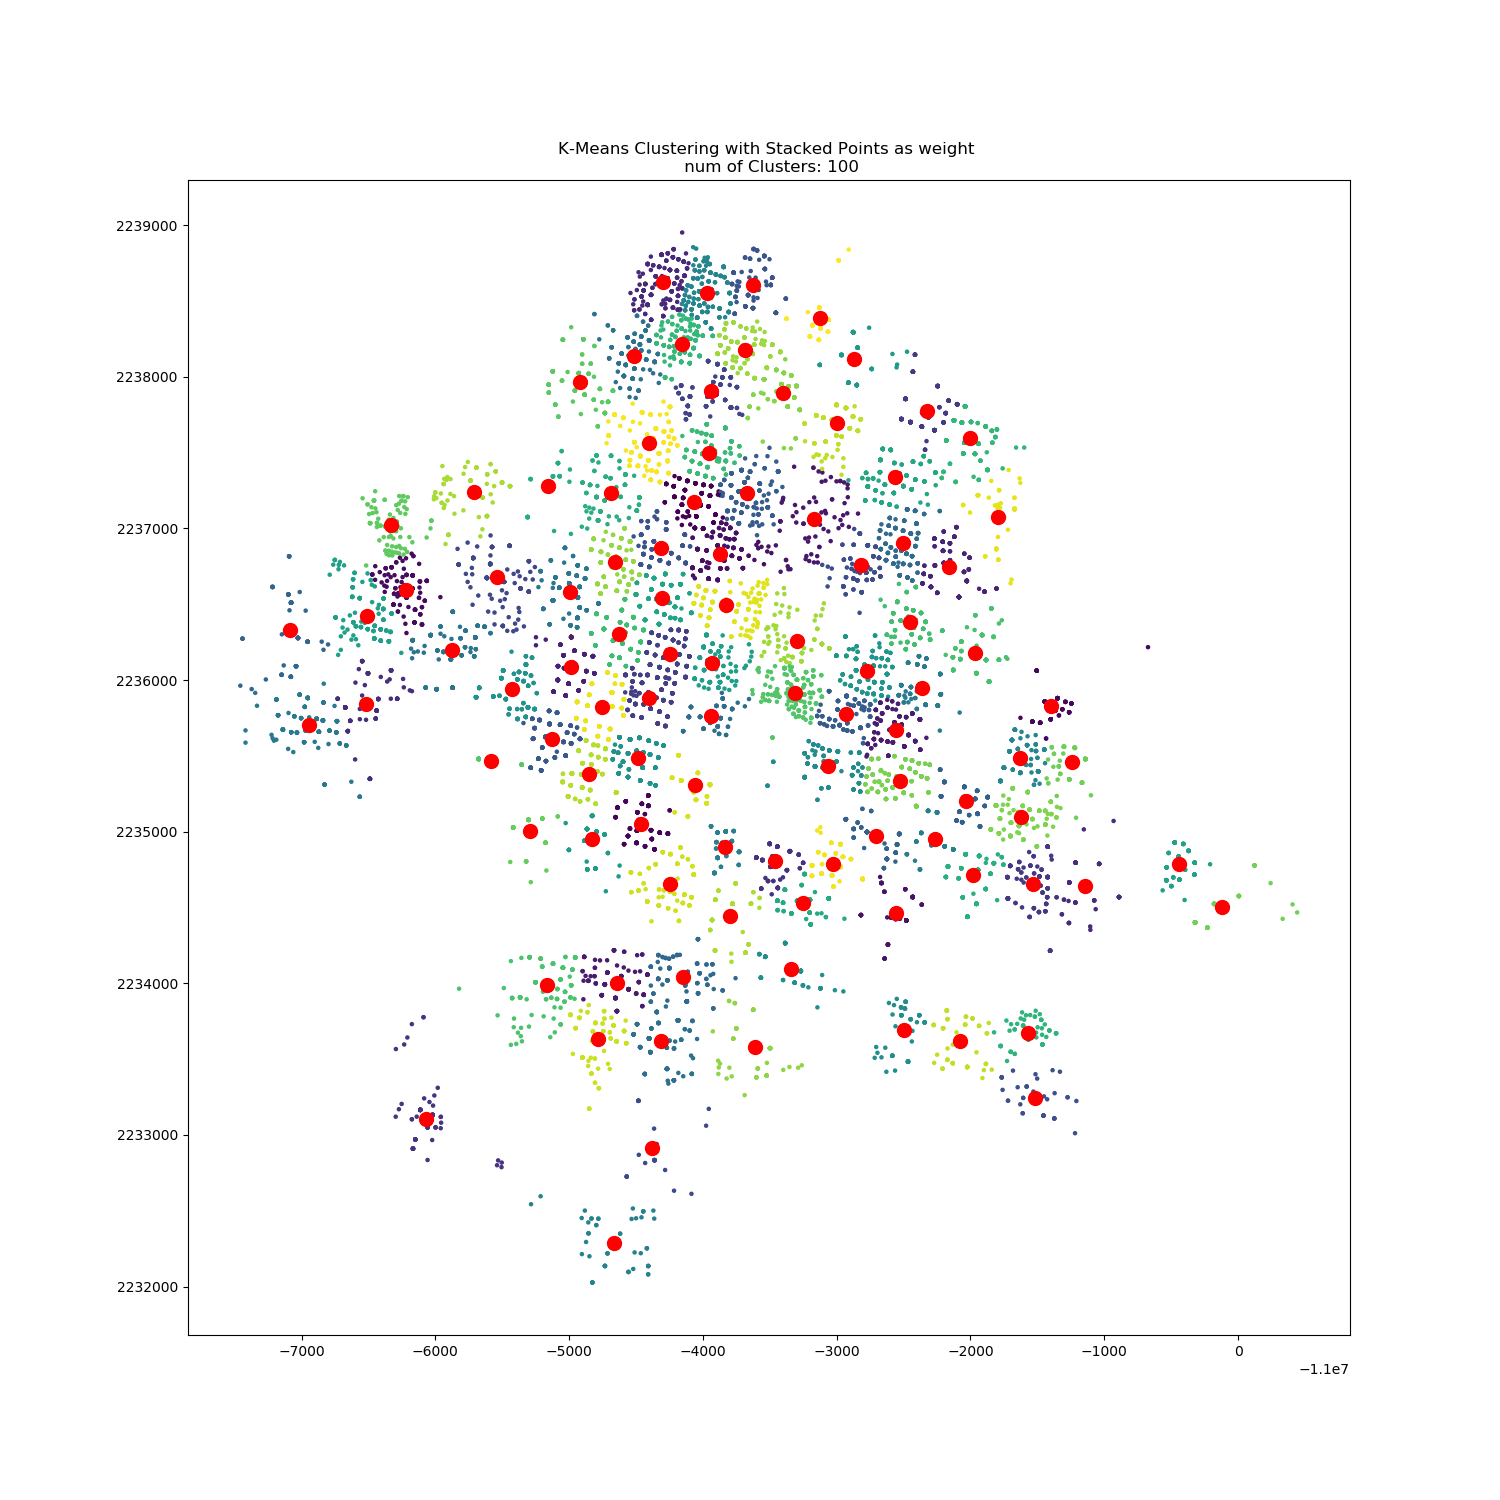 K-Means Clustering with Stacked Points as weight
num of Clusters: 100
2239000
2238000
2237000
2236000
2235000
2234000
2233000
2232000
−7000 −6000 −5000 −4000 −3000 −2000 −1000 0
−1.1e7